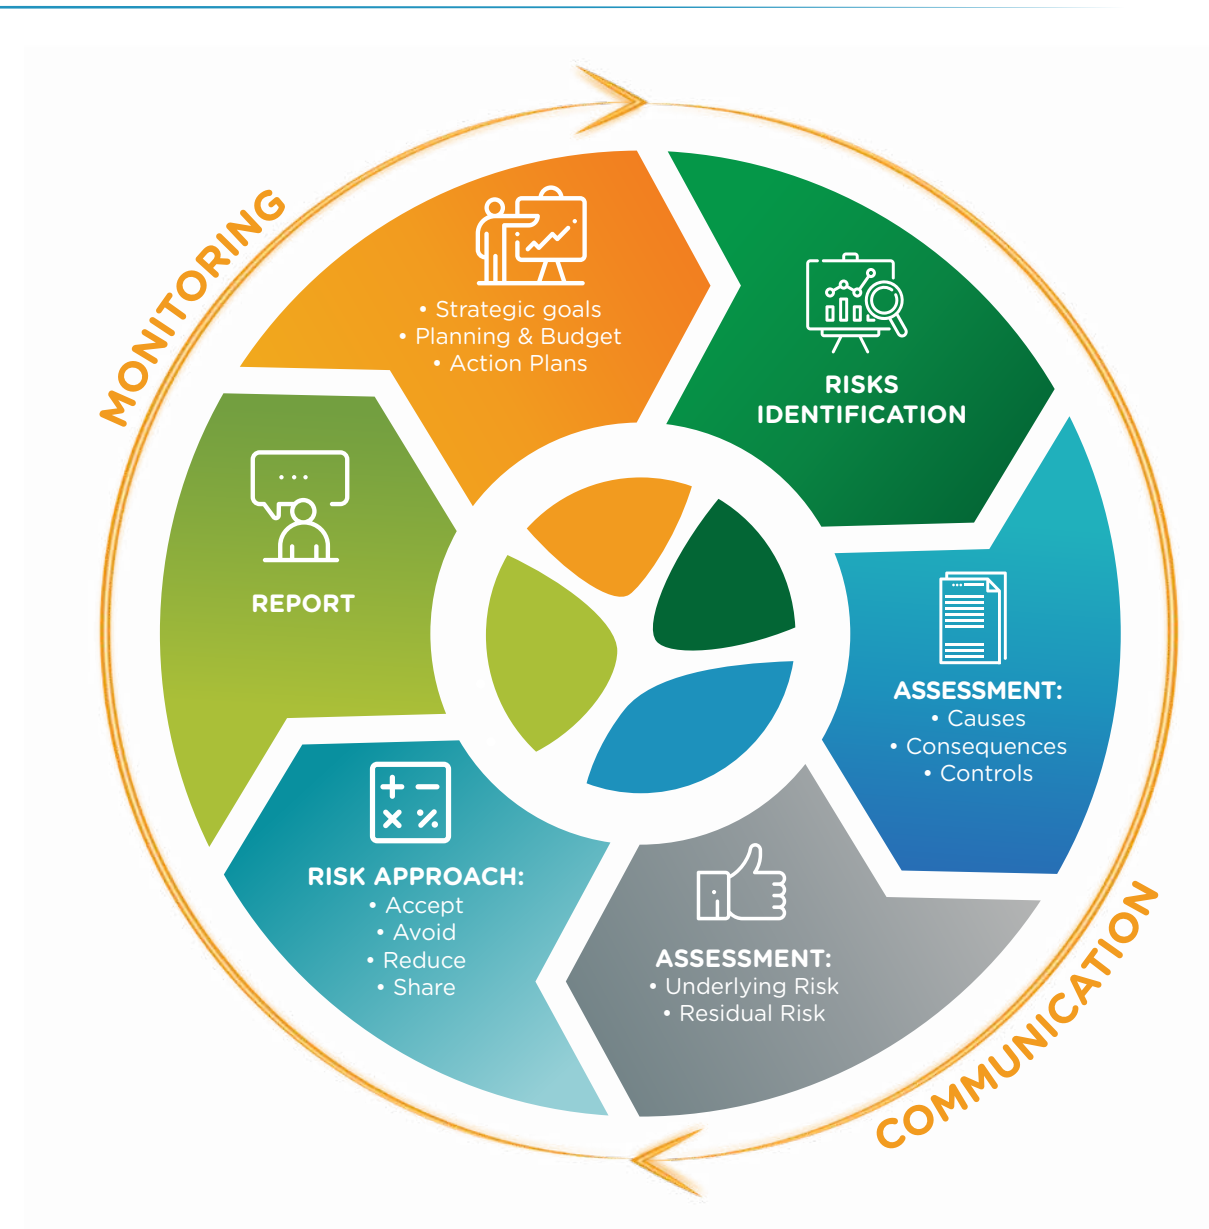 MONITORING
• Strategic goals
• Planning & Budget
• Action Plans
RISKS
IDENTIFICATION
ASSESSMENT:
• Causes
• Consequences
• Controls
ASSESSMENT:
• Underlying Risk
• Residual Risk
RISK APPROACH:
• Accept
• Avoid
• Reduce
• Share
REPORT
COMMUNICATION